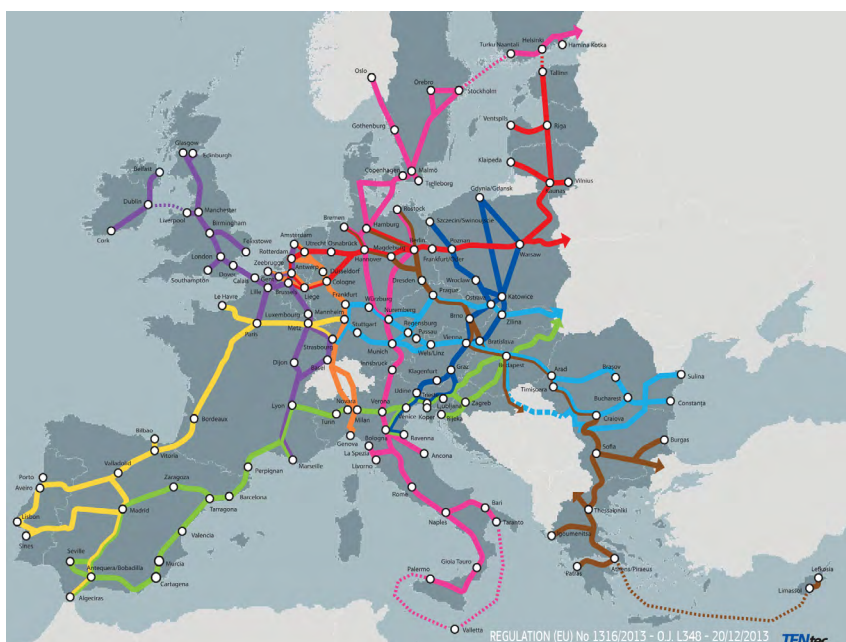 Oslo
Örebro
Stockholm
Turku Naantali
Helsinki
Hamina Kotka
Tallinn
Gothenburg
Ventspils
Riga
Klaipeda
Kaunas
Vilnius
Copenhagen
Malmö
Trelleborg
Glasgow
Edinburgh
Belfast
Dublin
Cork
Liverpool
Manchester
Birmingham
Felixstowe
London
Southampton
Dover
Calais
Lille
Amsterdam
Rotterdam
Zeebrugge
Utrecht
Osnabrück
Antwerp
Düsseldorf
Cologne
Brussels
Liège
Bremen
Hamburg
Rostock
Hannover
Magdeburg
Berlin
Frankfurt/Oder
Szczecin/Swinoujscie
Gdynia/Gdansk
Poznan
Warsaw
Wroclaw
Katowice
Ostrava
Zilina
Dresden
Prague
Brno
Frankfurt
Würzburg
Nuremberg
Regensburg
Passau
Wels/Linz
Vienna
Bratislava
Budapest
Le Havre
Paris
Luxembourg
Metz
Mannheim
Strasbourg
Stuttgart
Munich
Innsbruck
Dijon
Basel
Lyon
Marseille
Novara
Milan
Turin
Genova
Verona
Bologna
La Spezia
Livorno
Ravenna
Ancona
Rome
Naples
Bari
Taranto
Gioia Tauro
Palermo
Valletta
Klagenfurt
Graz
Udine
Trieste
Venice
Koper
Ljubljana
Zagreb
Rijeka
Arad
Timişoara
Braşov
Bucharest
Sulina
Constanţa
Craiova
Sofia
Burgas
Thessaloniki
Igoumenitsa
Patras
Athens/Piraeus
Lefkosia
Limassol
Bordeaux
Bilbao
Vitoria
Valladolid
Porto
Aveiro
Lisbon
Sines
Madrid
Zaragoza
Perpignan
Barcelona
Tarragona
Valencia
Murcia
Cartagena
Seville
Antequera/Bobadilla
Algeciras
REGULATION (EU) No 1316/2013 - O.J. L348 - 20/12/2013
TENtec